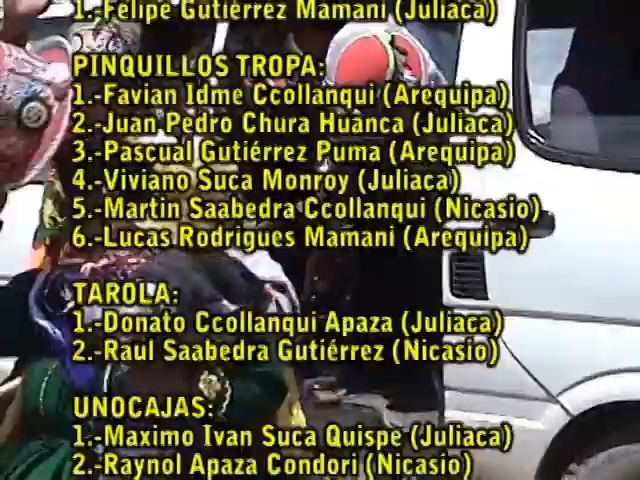 1.-Felipe Gutiérrez Mamani (Juliaca)
PINQUILLOS TROPA:
1.-Favian Idme Ccollanqui (Arequipa)
2.-Juan Pedro Chura Huanca (Juliaca)
3.-Pascual Gutiérrez Puma (Arequipa)
4.-Viviano Suca Monroy (Juliaca)
5.-Martin Saabedra Ccollanqui (Nicasio)
6.-Lucas Rodrigues Mamani (Arequipa)
TAROLA:
1.-Donato Ccollanqui Apaza (Juliaca)
2.-Raul Saabedra Gutiérrez (Nicasio)
UNOCAJAS:
1.-Maximo Ivan Suca Quispe (Juliaca)
2.-Raynol Apaza Condori (Nicasio)